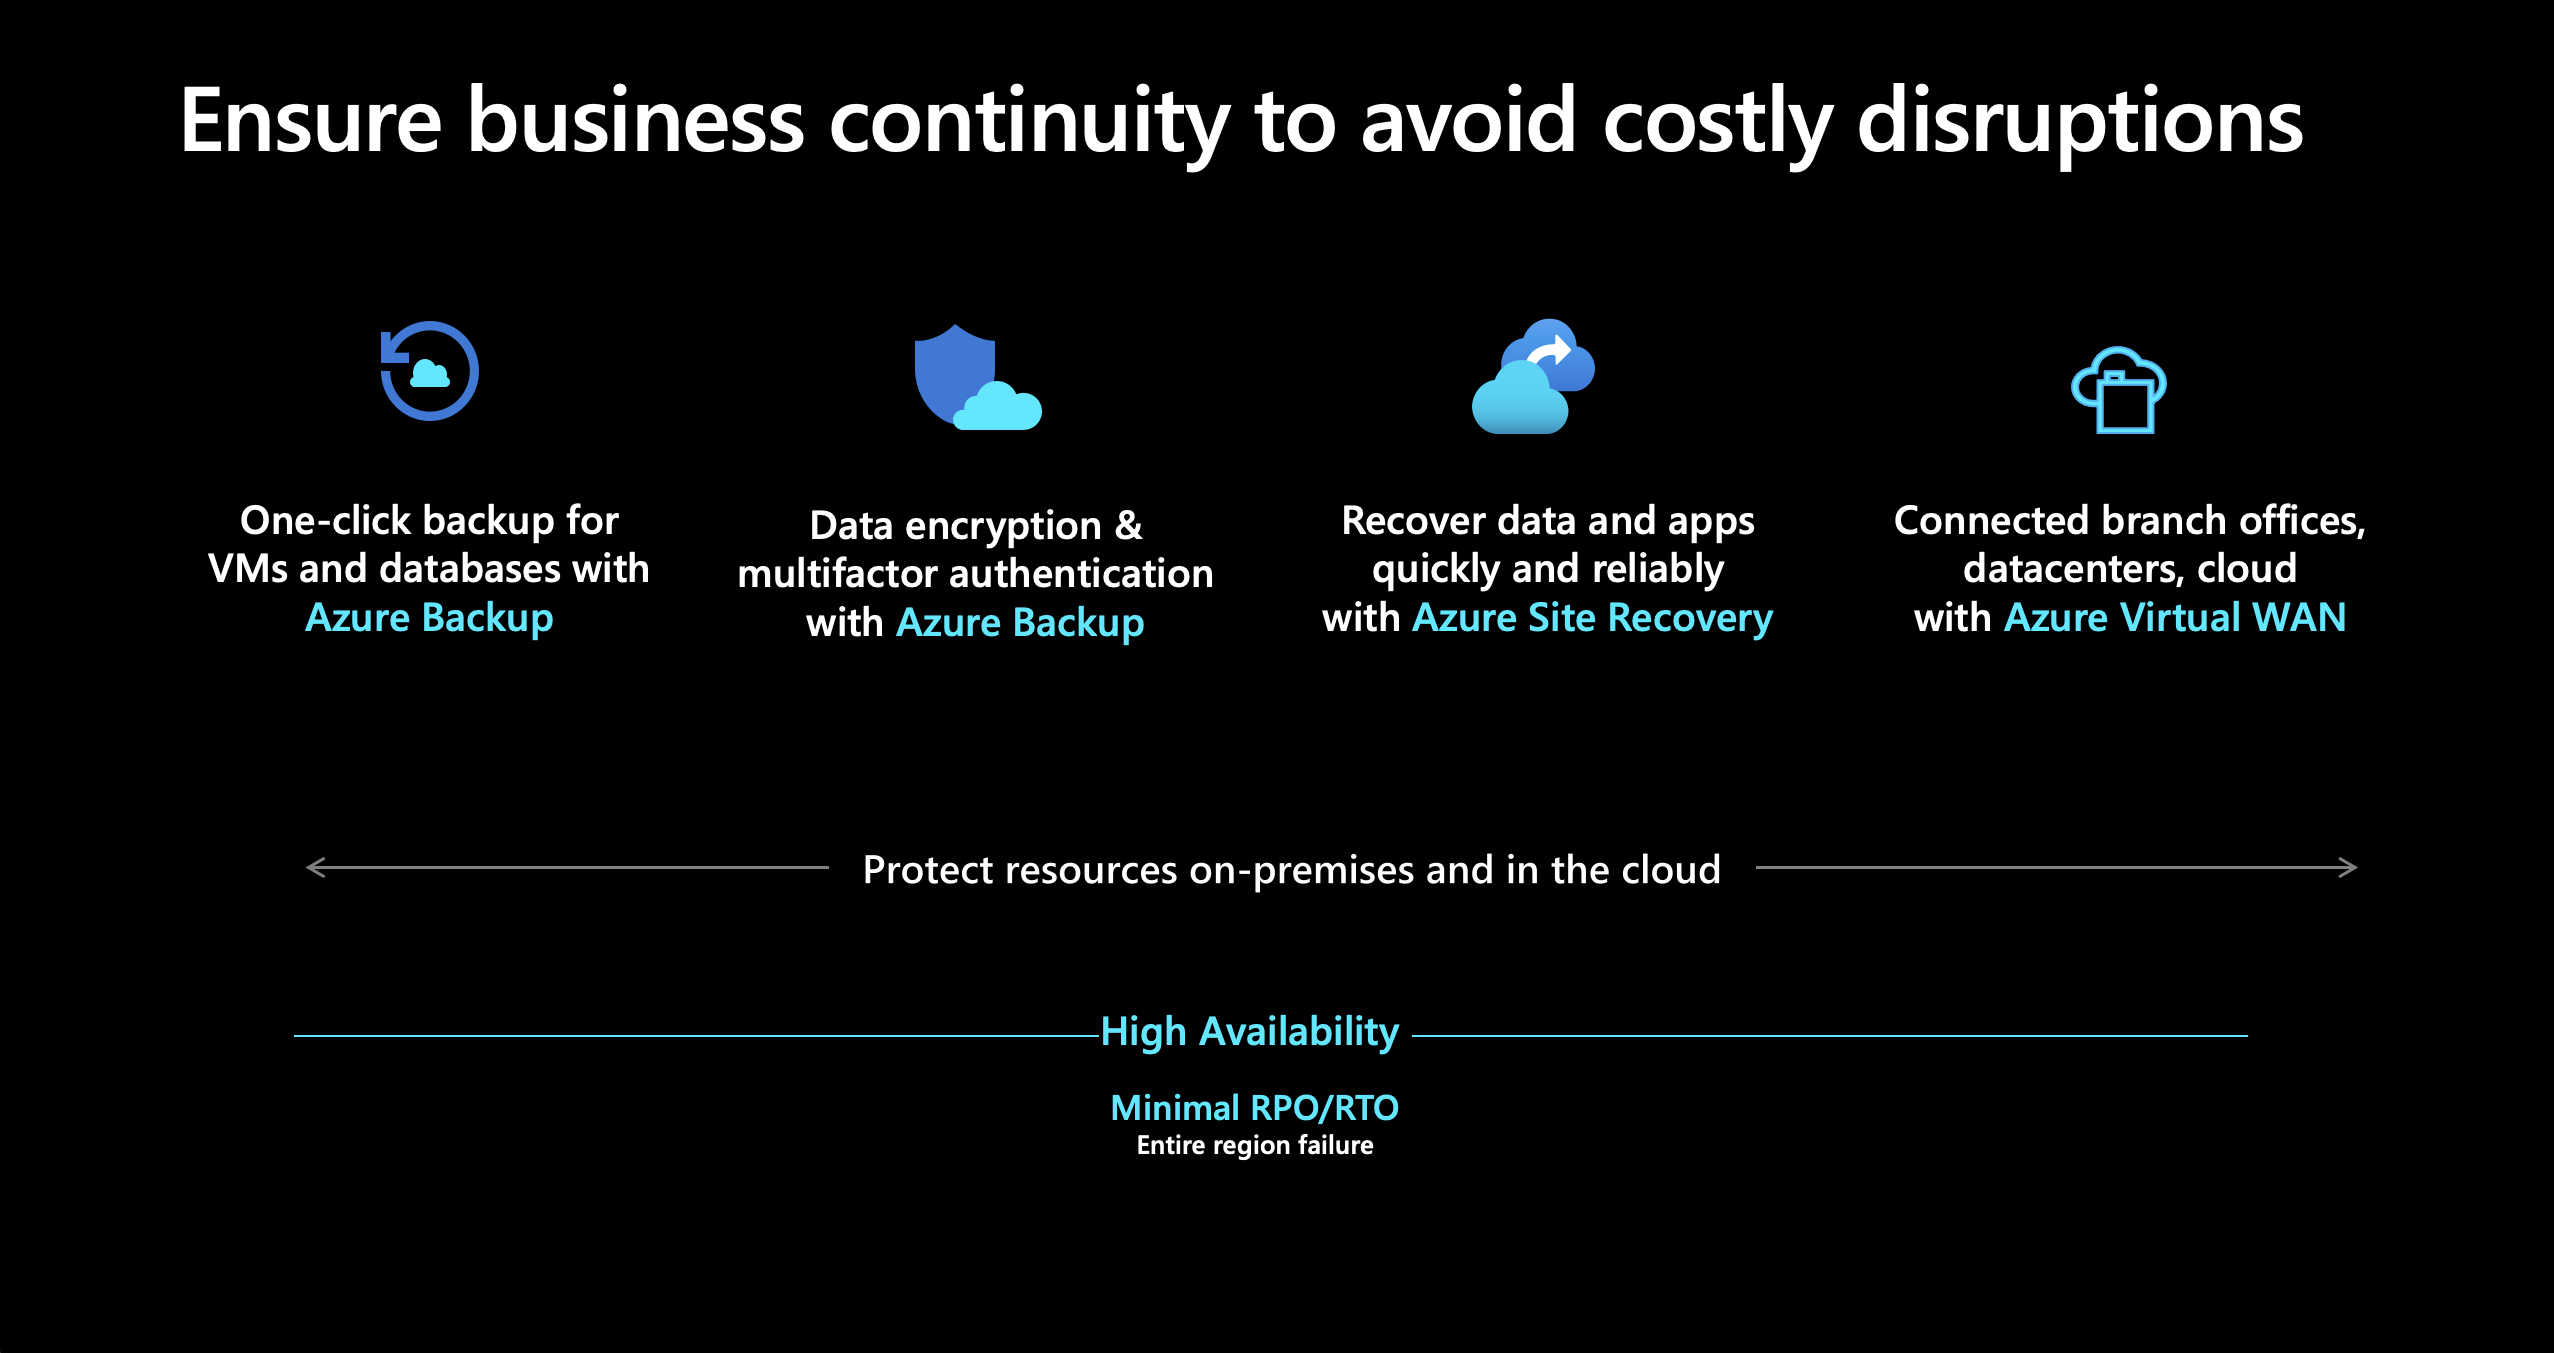 Ensure business continuity to avoid costly disruptions
One-click backup for
VMs and databases with
Azure Backup
Data encryption &
multifactor authentication
with Azure Backup
Recover data and apps
quickly and reliably
with Azure Site Recovery
Connected branch offices,
datacenters, cloud
with Azure Virtual WAN
Protect resources on-premises and in the cloud
High Availability
Minimal RPO/RTO
Entire region failure